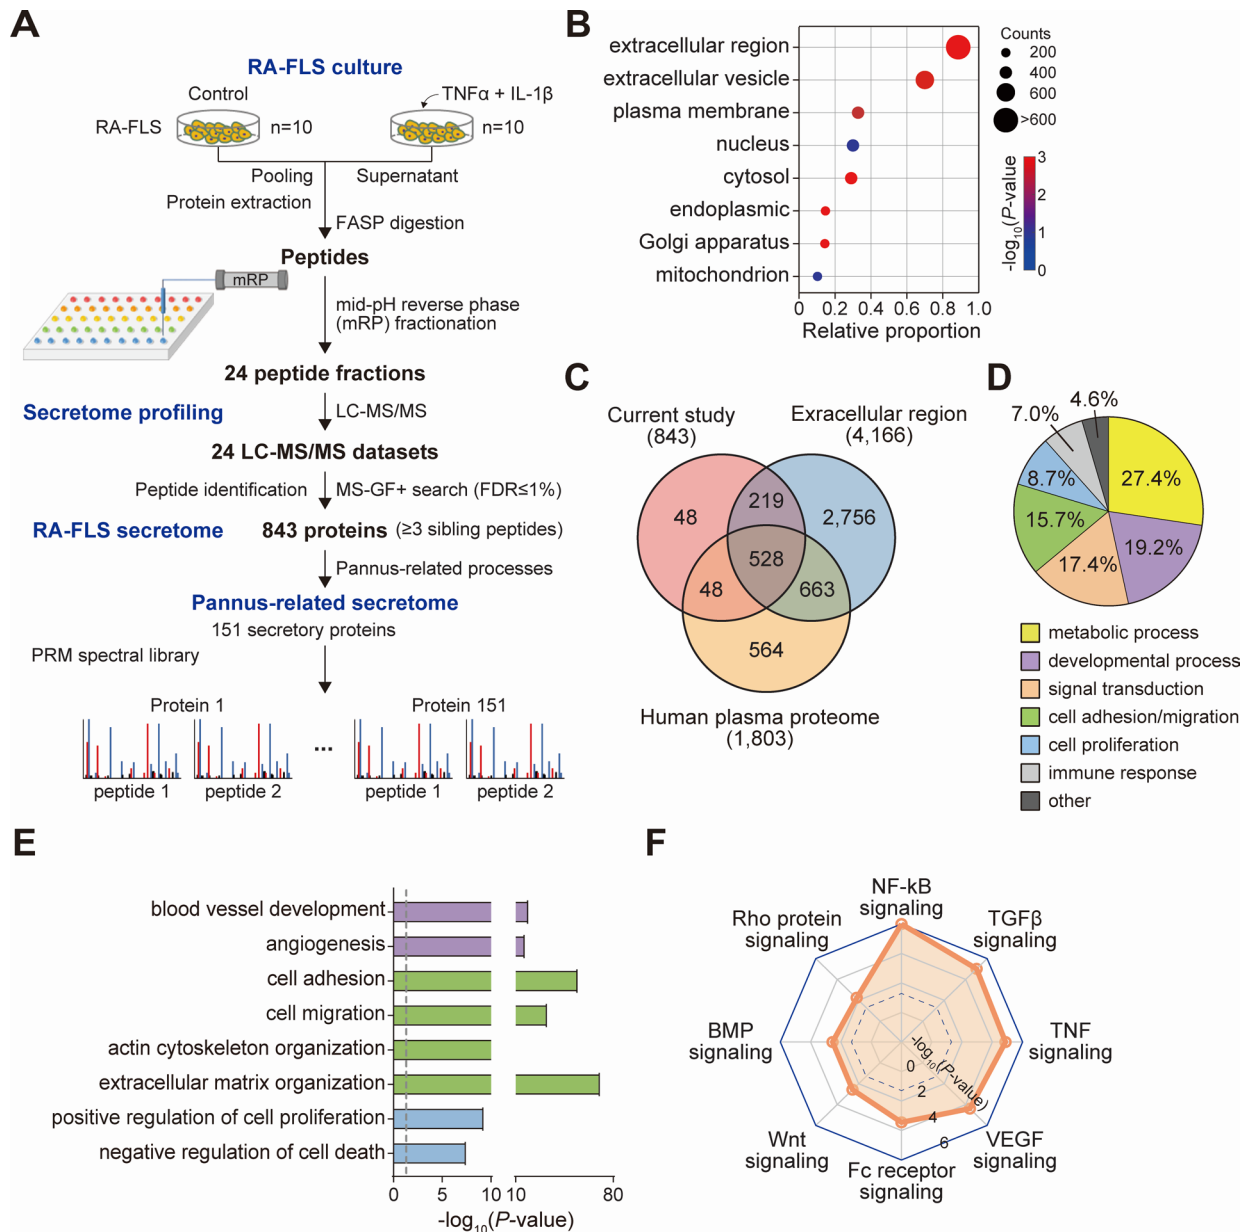 A
RA-FLS culture
Control
TNFα + IL-1β
RA-FLS
n=10
n=10
Pooling
Supernatant
Protein extraction
FASP digestion
Peptides
mRP
mid-pH reverse phase
(mRP) fractionation
24 peptide fractions
Secretome profiling
LC-MS/MS
24 LC-MS/MS datasets
Peptide identification
MS-GF+ search (FDR≤1%)
RA-FLS secretome
843 proteins (≥3 sibling peptides)
Pannus-related processes
Pannus-related secretome
151 secretory proteins
PRM spectral library
Protein 1
Protein 151
...
peptide 1
peptide 2
peptide 1
peptide 2
B
extracellular region
extracellular vesicle
plasma membrane
nucleus
cytosol
endoplasmic
Golgi apparatus
mitochondrion
0
0.2
0.4
0.6
0.8
1.0
Relative proportion
Counts
200
400
600
>600
3
2
1
0
-log10(P-value)
C
Current study
(843)
Exracellular region
(4,166)
48
219
2,756
528
48
663
564
Human plasma proteome
(1,803)
D
4.6%
7.0%
8.7%
27.4%
15.7%
19.2%
17.4%
metabolic process
developmental process
signal transduction
cell adhesion/migration
cell proliferation
immune response
other
E
blood vessel development
angiogenesis
cell adhesion
cell migration
actin cytoskeleton organization
extracellular matrix organization
positive regulation of cell proliferation
negative regulation of cell death
0
5
10
10
80
-log10(P-value)
F
NF-kB
signaling
TGFβ
signaling
TNF
signaling
VEGF
signaling
Fc receptor
signaling
Wnt
signaling
BMP
signaling
Rho protein
signaling
-log10(P-value)
0
2
4
6